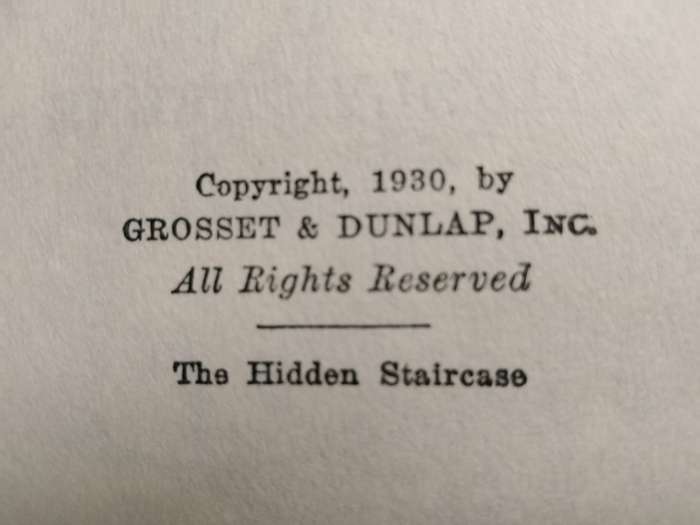 Copyright, 1930, by
GROSSET & DUNLAP, INC.
All Rights Reserved
The Hidden Staircase